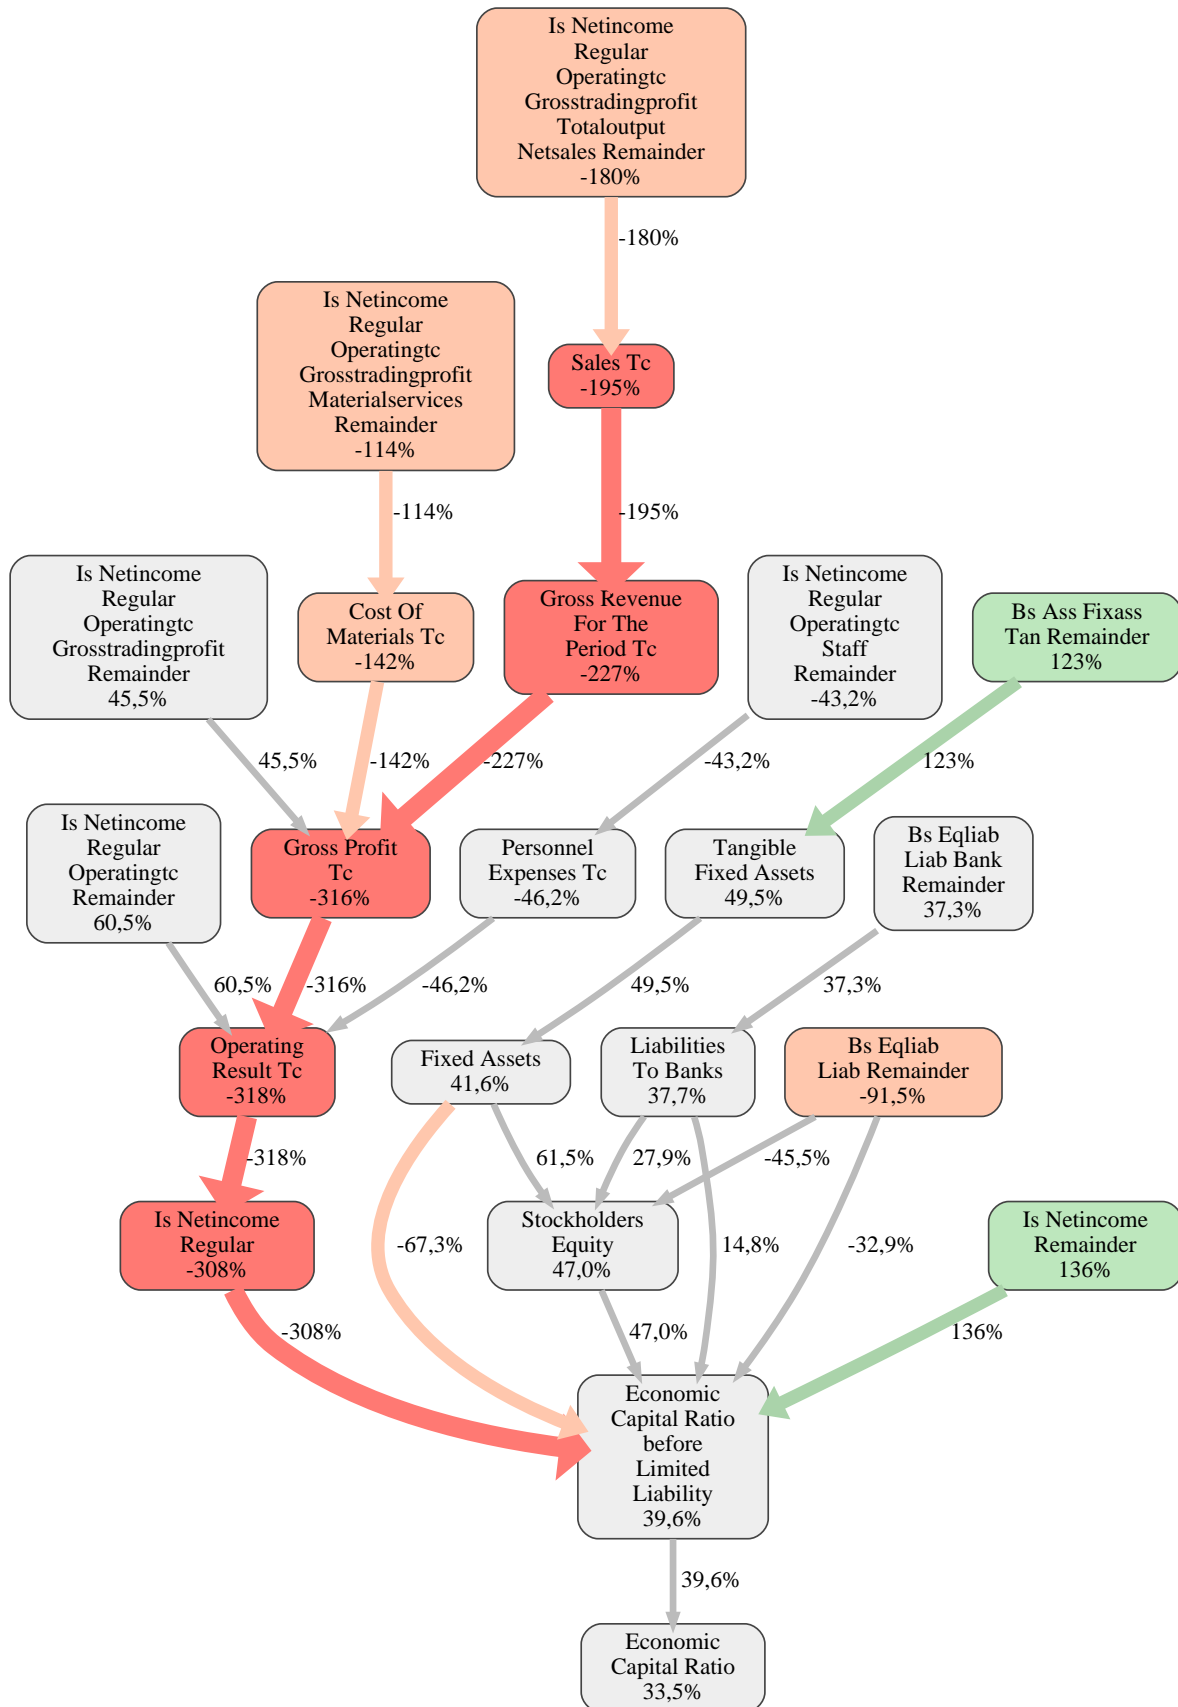 Is Netincome
Regular
Operatingtc
Grosstradingprofit
Totaloutput
Netsales Remainder
-180%
-180%
Is Netincome
Regular
Operatingtc
Grosstradingprofit
Materialservices
Remainder
-114%
Sales Tc
-195%
-114%
-195%
Is Netincome
Regular
Operatingtc
Grosstradingprofit
Remainder
45,5%
Cost Of
Materials Tc
-142%
Gross Revenue
For The
Period Tc
-227%
Is Netincome
Regular
Operatingtc
Staff
Remainder
-43,2%
Bs Ass Fixass
Tan Remainder
123%
45,5%
-142%
-227%
-43,2%
123%
Is Netincome
Regular
Operatingtc
Remainder
60,5%
Gross Profit
Tc
-316%
Personnel
Expenses Tc
-46,2%
Tangible
Fixed Assets
49,5%
Bs Eqliab
Liab Bank
Remainder
37,3%
60,5%
-316%
-46,2%
49,5%
37,3%
Operating
Result Tc
-318%
Fixed Assets
41,6%
Liabilities
To Banks
37,7%
Bs Eqliab
Liab Remainder
-91,5%
-318%
61,5%
27,9%
-45,5%
Is Netincome
Regular
-308%
-67,3%
Stockholders
Equity
47,0%
14,8%
-32,9%
Is Netincome
Remainder
136%
-308%
47,0%
136%
Economic
Capital Ratio
before
Limited
Liability
39,6%
39,6%
Economic
Capital Ratio
33,5%